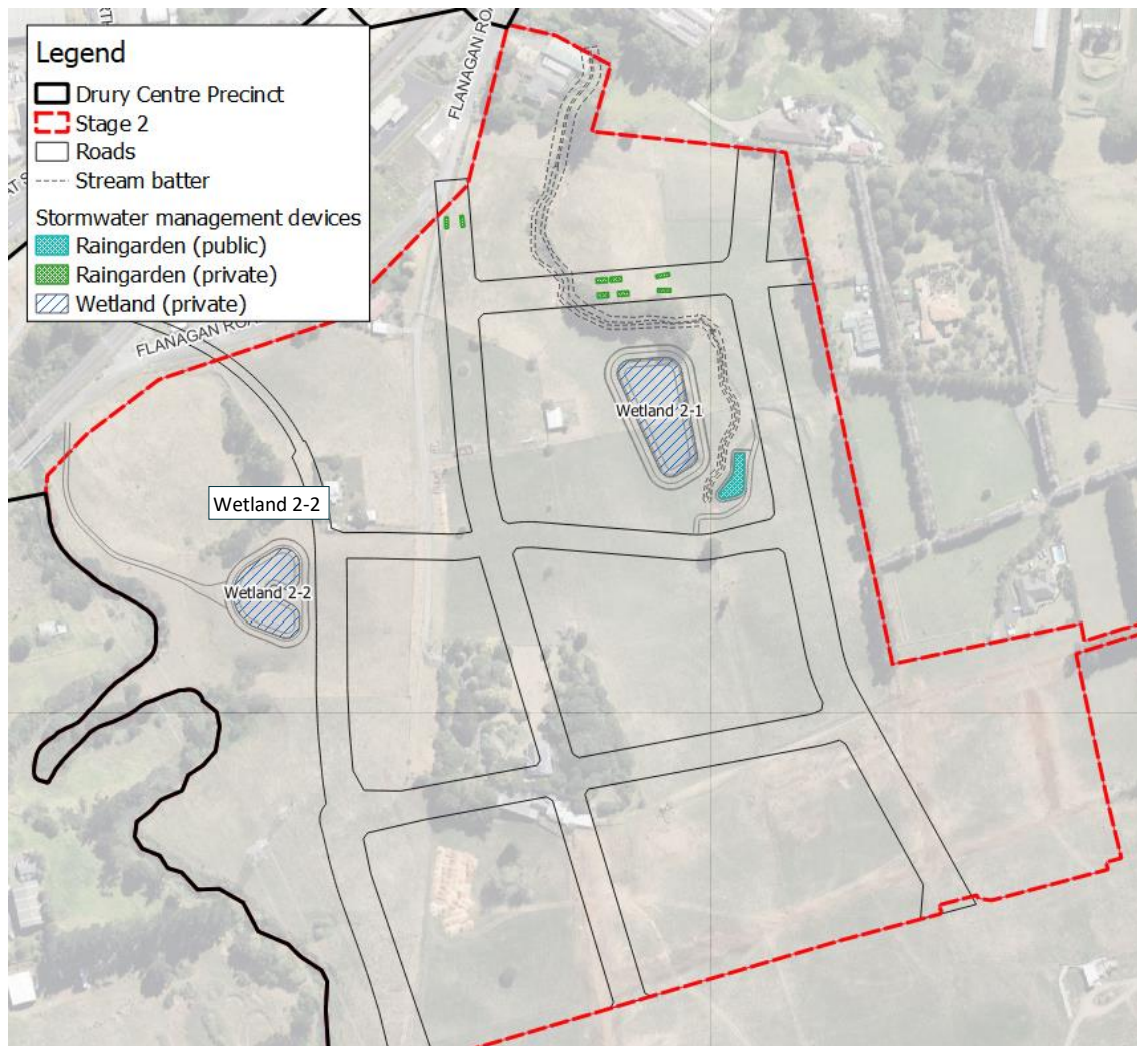 Legend
Drury Centre Precinct
Stage 2
Roads
Stream batter
Stormwater management devices
Raingarden (public)
Raingarden (private)
Wetland (private)
FLANAGAN RO
FLANAGAN ROA
Wetland 2-1
Wetland 2-2
Wetland 2-2